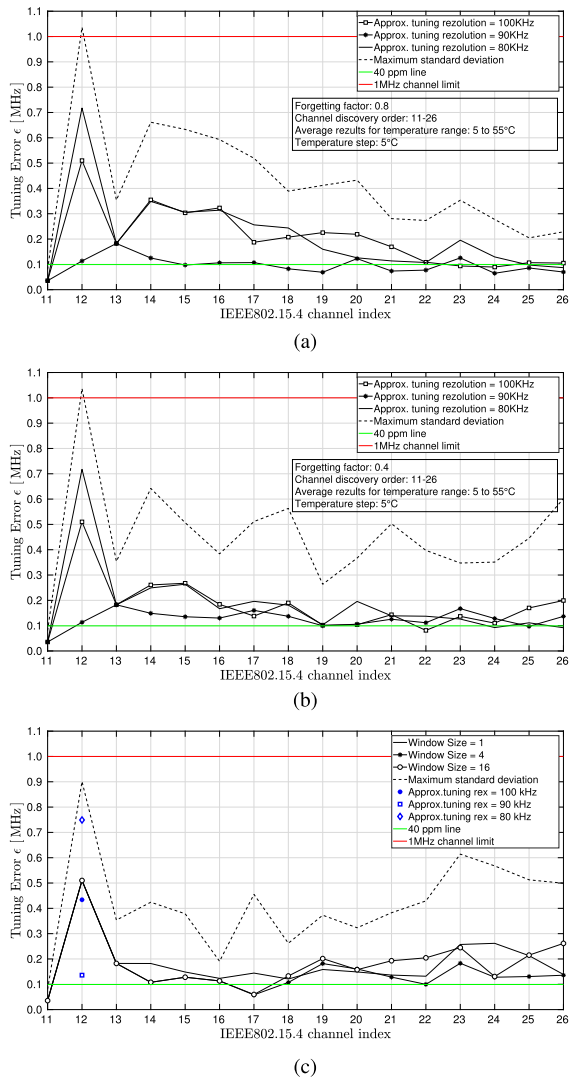 1.1
1.0
0.9
0.8
0.7
0.6
0.5
0.4
0.3
0.2
0.1
0.0
Tuning Error ϵ [MHz]
Approx. tuning rezolution = 100KHz
Approx. tuning rezolution = 90KHz
Approx. tuning rezolution = 80KHz
Maximum standard deviation
40 ppm line
1MHz channel limit
Forgetting factor: 0.8
Channel discovery order: 11-26
Average rezults for temperature range: 5 to 55°C
Temperature step: 5°C
11 12 13 14 15 16 17 18 19 20 21 22 23 24 25 26
IEEE802.15.4 channel index
(a)
1.1
1.0
0.9
0.8
0.7
0.6
0.5
0.4
0.3
0.2
0.1
0.0
Tuning Error ϵ [MHz]
Approx. tuning rezolution = 100KHz
Approx. tuning rezolution = 90KHz
Approx. tuning rezolution = 80KHz
Maximum standard deviation
40 ppm line
1MHz channel limit
Forgetting factor: 0.4
Channel discovery order: 11-26
Average rezults for temperature range: 5 to 55°C
Temperature step: 5°C
11 12 13 14 15 16 17 18 19 20 21 22 23 24 25 26
IEEE802.15.4 channel index
(b)
1.1
1.0
0.9
0.8
0.7
0.6
0.5
0.4
0.3
0.2
0.1
0.0
Tuning Error ϵ [MHz]
Window Size = 1
Window Size = 4
Window Size = 16
Maximum standard deviation
Approx.tuning rex = 100 kHz
Approx.tuning rex = 90 kHz
Approx.tuning rex = 80 kHz
40 ppm line
1MHz channel limit
11 12 13 14 15 16 17 18 19 20 21 22 23 24 25 26
IEEE802.15.4 channel index
(c)